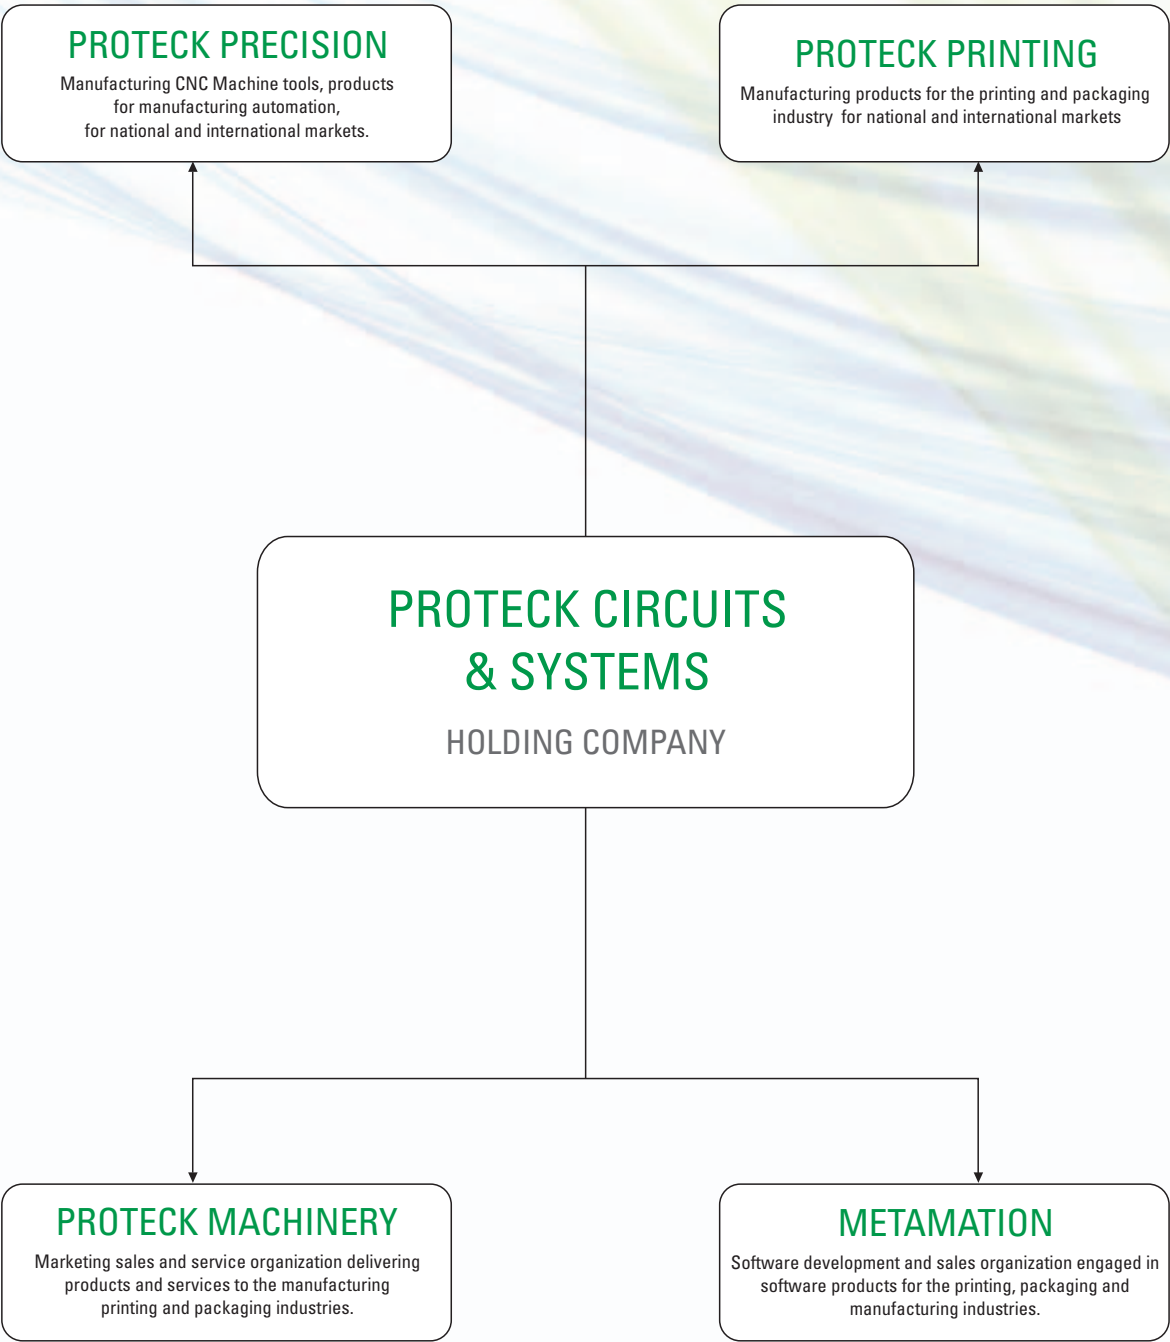 PROTECK PRECISION
Manufacturing CNC Machine tools, products
for manufacturing automation,
for national and international markets.
PROTECK PRINTING
Manufacturing products for the printing and packaging
industry for national and international markets
PROTECK CIRCUITS
& SYSTEMS
HOLDING COMPANY
PROTECK MACHINERY
Marketing sales and service organization delivering
products and services to the manufacturing
printing and packaging industries.
METAMATION
Software development and sales organization engaged in
software products for the printing, packaging and
manufacturing industries.